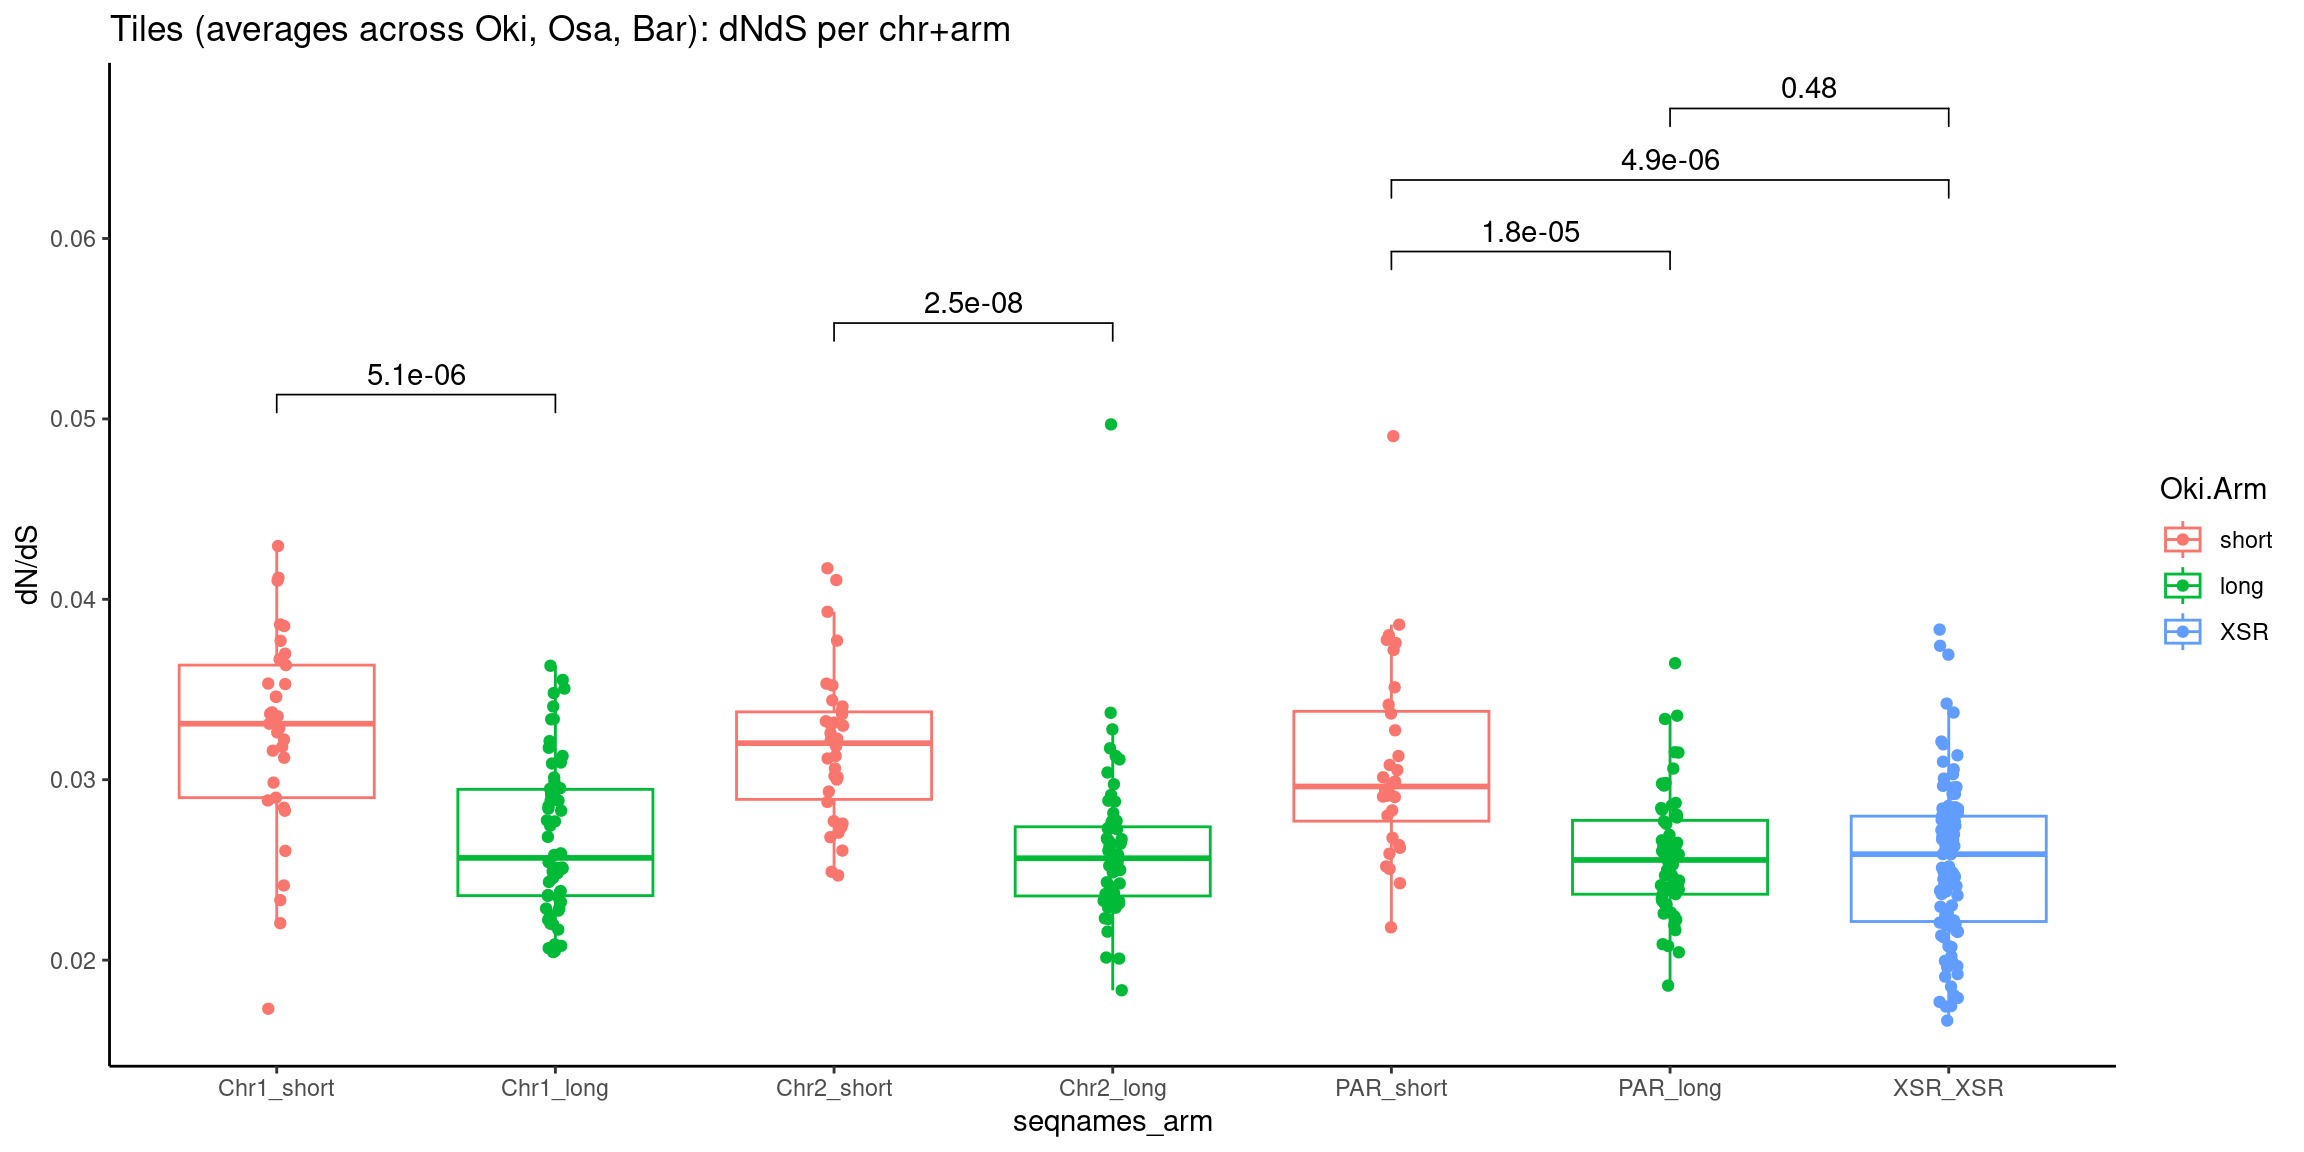 Tiles (averages across Oki, Osa, Bar): dNdS per chr+arm
0.48
4.9e-06
1.8e-05
2.5e-08
5.1e-06
0.06
0.05
0.04
0.03
0.02
dN/dS
Chr1_short
Chr1_long
Chr2_short
Chr2_long
PAR_short
PAR_long
XSR_XSR
seqnames_arm
Oki.Arm
short
long
XSR